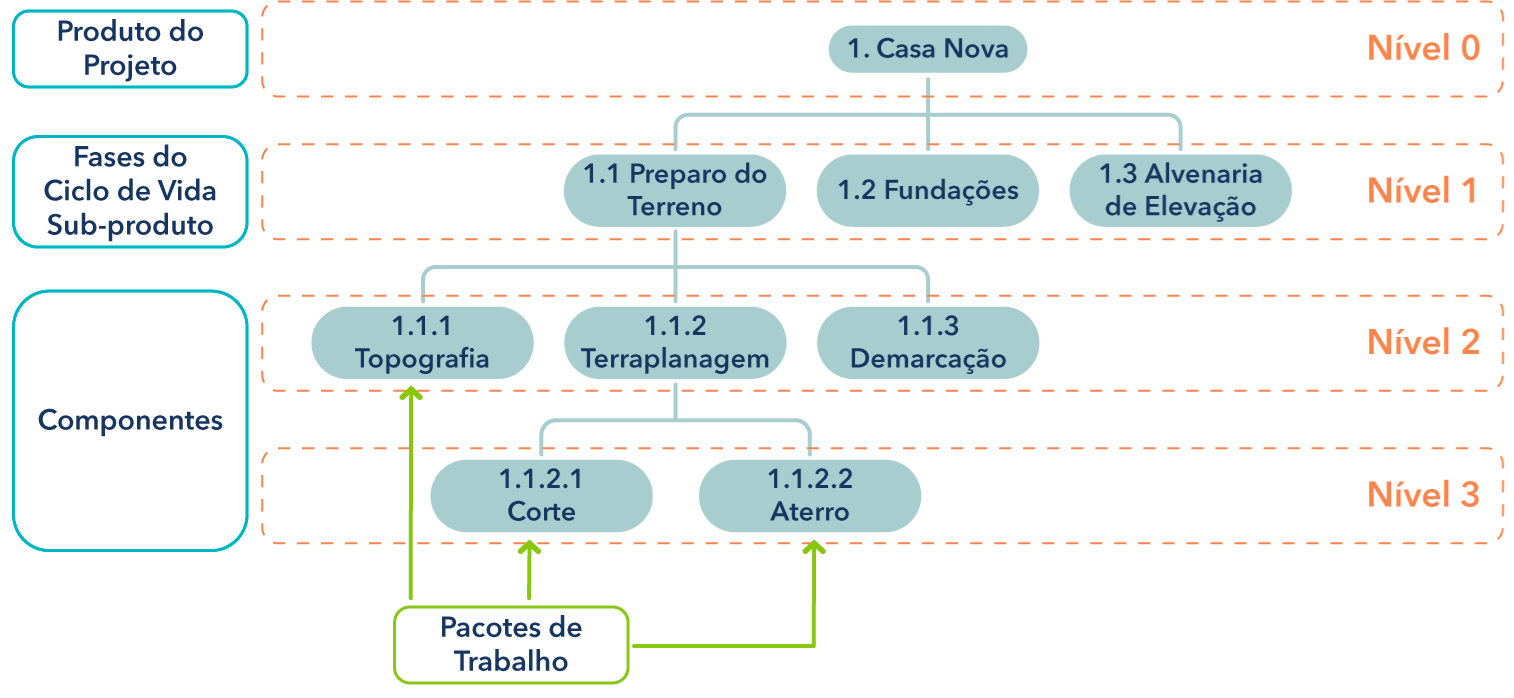 Produto do
Projeto
1. Casa Nova
Nível 0
Fases do
Ciclo de Vida
Sub-produto
1.1 Preparo do
Terreno
1.2 Fundações
1.3 Alvenaria
de Elevação
Nível 1
Componentes
1.1.1
Topografia
1.1.2
Terraplanagem
1.1.3
Demarcação
Nível 2
1.1.2.1
Corte
1.1.2.2
Aterro
Nível 3
Pacotes de
Trabalho